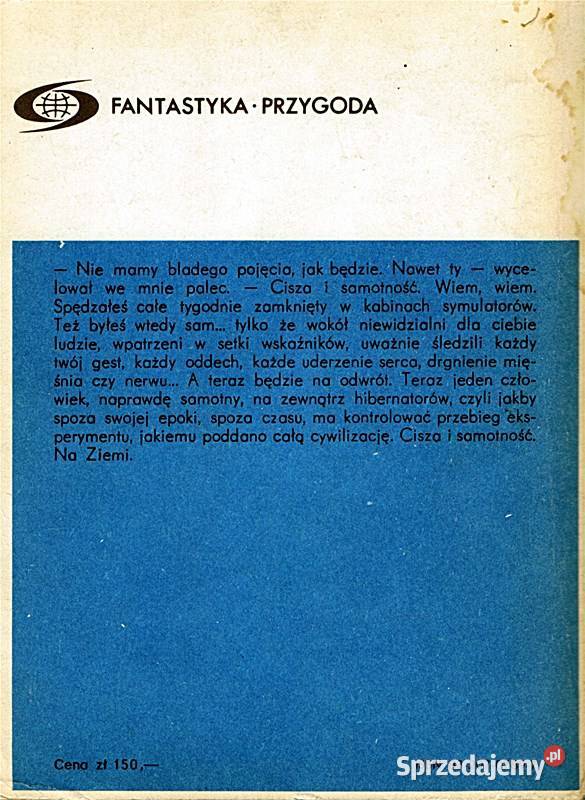 FANTASTYKA · PRZYGODA
— Nie mamy bladego pojęcia, jak będzie. Nawet ty — wyce-
lował we mnie palec. — Cisza i samotność. Wiem, wiem.
Spędzałeś całe tygodnie zamknięty w kabinach symulatorów.
Też byłeś wtedy sam... tylko że wokół niewidzialni dla ciebie
ludzie, wpatrzeni w setki wskaźników, uważnie śledzili każdy
twój gest, każdy oddech, każde uderzenie serca, drgnienie mię-
śnia czy nerwu... A teraz będzie na odwrót. Teraz jeden czło-
wiek, naprawdę samotny, na zewnątrz hibernatorów, czyli jakby
spoza swojej epoki, spoza czasu, ma kontrolować przebieg eks-
perymentu, jakiemu poddano całą cywilizację. Cisza i samotność.
Na Ziemi.
Cena zł 150,—
Sprzedajemy.pl